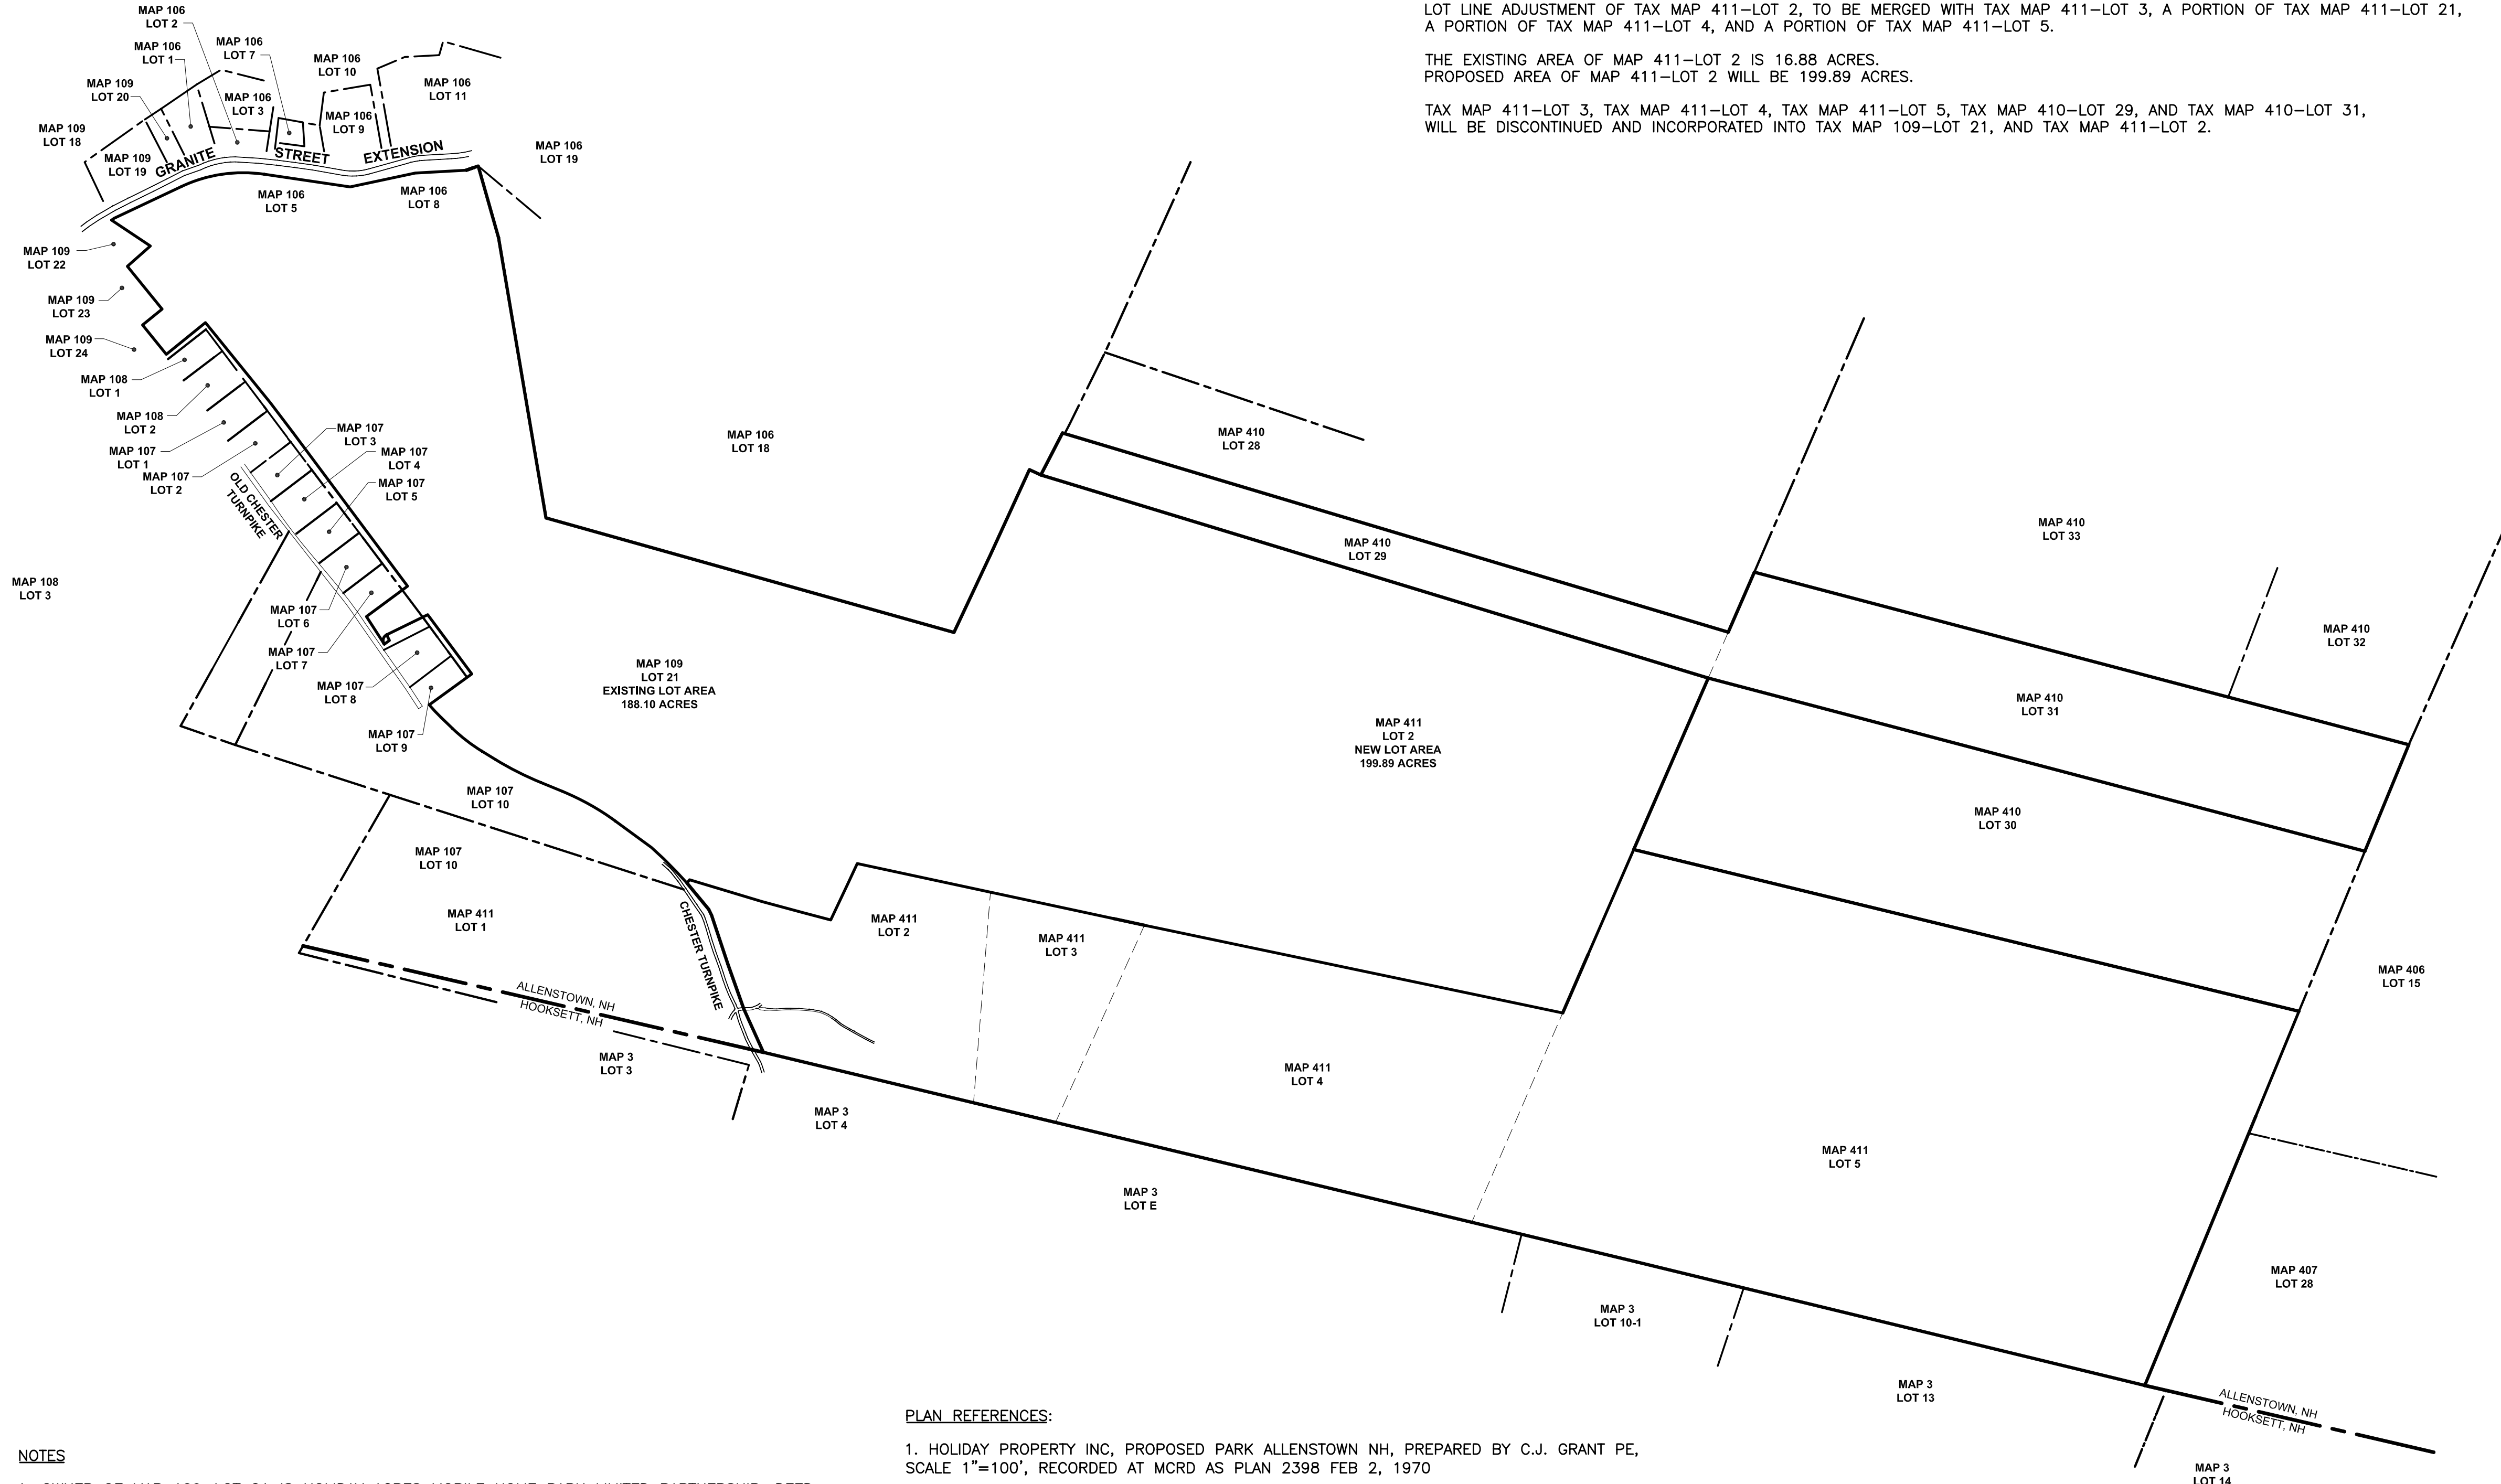 LOT LINE ADJUSTMENT OF TAX MAP 411–LOT 2, TO BE MERGED WITH TAX MAP 411–LOT 3, A PORTION OF TAX MAP 411–LOT 21,
A PORTION OF TAX MAP 411–LOT 4, AND A PORTION OF TAX MAP 411–LOT 5.
THE EXISTING AREA OF MAP 411–LOT 2 IS 16.88 ACRES.
PROPOSED AREA OF MAP 411–LOT 2 WILL BE 199.89 ACRES.
TAX MAP 411–LOT 3, TAX MAP 411–LOT 4, TAX MAP 411–LOT 5, TAX MAP 410–LOT 29, AND TAX MAP 410–LOT 31,
WILL BE DISCONTINUED AND INCORPORATED INTO TAX MAP 109–LOT 21, AND TAX MAP 411–LOT 2.
MAP 106
LOT 2
MAP 106
LOT 1
MAP 106
LOT 7
MAP 106
LOT 10
MAP 106
LOT 11
MAP 109
LOT 20
MAP 106
LOT 3
MAP 106
LOT 9
MAP 109
LOT 18
MAP 109
LOT 19
GRANITE
STREET
EXTENSION
MAP 106
LOT 19
MAP 106
LOT 5
MAP 106
LOT 8
MAP 109
LOT 22
MAP 109
LOT 23
MAP 109
LOT 24
MAP 108
LOT 1
MAP 108
LOT 2
MAP 107
LOT 1
MAP 107
LOT 2
MAP 107
LOT 3
MAP 107
LOT 4
MAP 107
LOT 5
OLD CHESTER
TURNPIKE
MAP 106
LOT 18
MAP 410
LOT 28
MAP 410
LOT 29
MAP 410
LOT 33
MAP 108
LOT 3
MAP 107
LOT 6
MAP 107
LOT 7
MAP 107
LOT 8
MAP 107
LOT 9
MAP 109
LOT 21
EXISTING LOT AREA
188.10 ACRES
MAP 410
LOT 32
MAP 410
LOT 31
MAP 411
LOT 2
NEW LOT AREA
199.89 ACRES
MAP 107
LOT 10
MAP 410
LOT 30
MAP 107
LOT 10
MAP 411
LOT 1
CHESTER TURNPIKE
MAP 411
LOT 2
MAP 411
LOT 3
MAP 406
LOT 15
ALLENSTOWN, NH
HOOKSETT, NH
MAP 3
LOT 3
MAP 411
LOT 4
MAP 3
LOT 4
MAP 411
LOT 5
MAP 3
LOT E
MAP 407
LOT 28
MAP 3
LOT 10-1
MAP 3
LOT 13
ALLENSTOWN, NH
HOOKSETT, NH
MAP 3
LOT 14
PLAN REFERENCES:
1. HOLIDAY PROPERTY INC, PROPOSED PARK ALLENSTOWN NH, PREPARED BY C.J. GRANT PE,
SCALE 1"=100', RECORDED AT MCRD AS PLAN 2398 FEB 2, 1970
NOTES